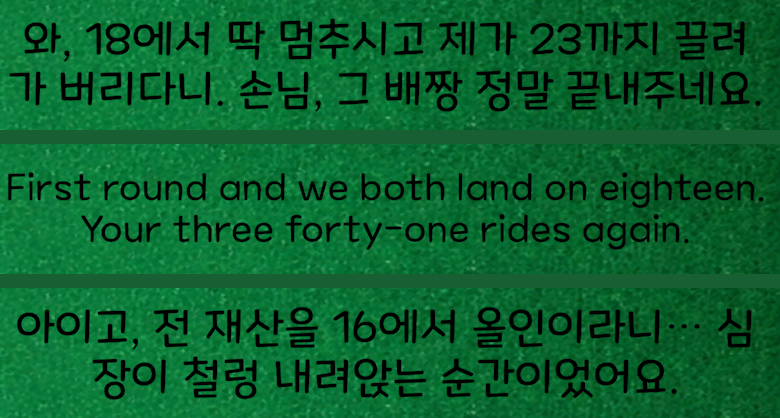 와, 18에서 딱 멈추시고 제가 23까지 끌려
가 버리다니. 손님, 그 배짱 정말 끝내주네요.
First round and we both land on eighteen.
Your three forty-one rides again.
아이고, 전 재산을 16에서 올인이라니… 심
장이 철렁 내려앉는 순간이었어요.